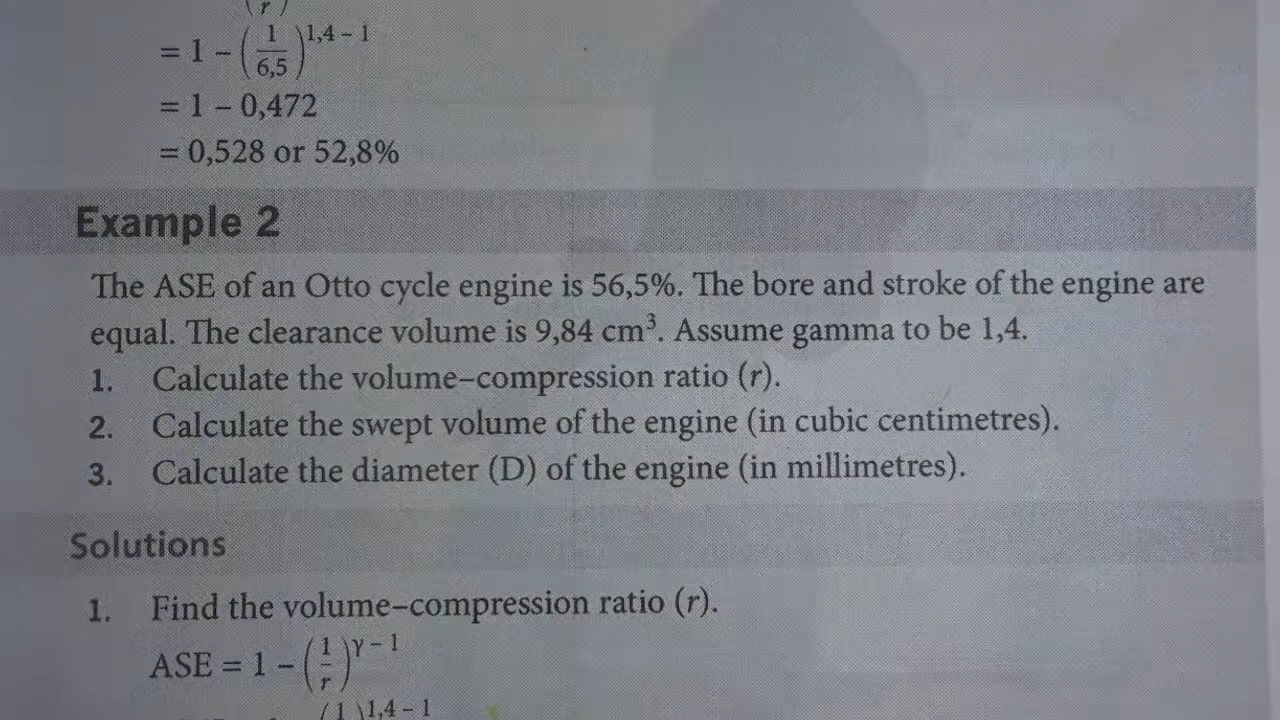 (r)
= 1 – (1/6,5)^1,4 – 1
= 1 – 0,472
= 0,528 or 52,8%
Example 2
The ASE of an Otto cycle engine is 56,5%. The bore and stroke of the engine are
equal. The clearance volume is 9,84 cm³. Assume gamma to be 1,4.
1. Calculate the volume–compression ratio (r).
2. Calculate the swept volume of the engine (in cubic centimetres).
3. Calculate the diameter (D) of the engine (in millimetres).
Solutions
1. Find the volume–compression ratio (r).
ASE = 1 – (1/r)^γ – 1
(1)1,4 – 1